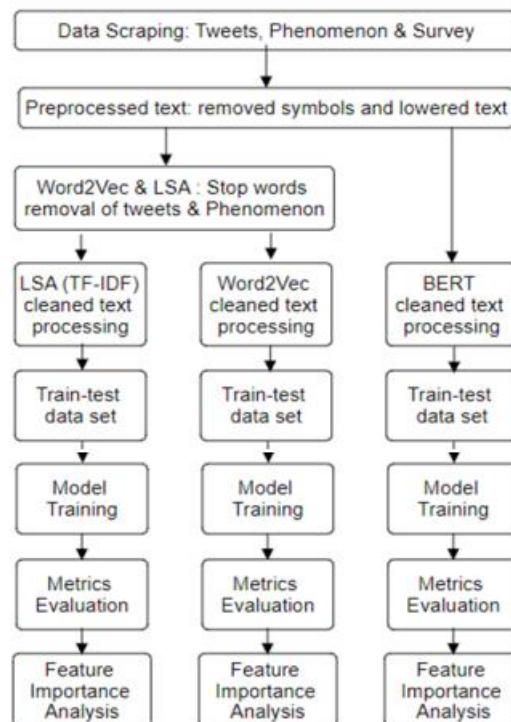 Data Scraping: Tweets, Phenomenon & Survey
Preprocessed text: removed symbols and lowered text
Word2Vec & LSA : Stop words
removal of tweets & Phenomenon
LSA (TF-IDF)
cleaned text
processing
Word2Vec
cleaned text
processing
BERT
cleaned text
processing
Train-test
data set
Train-test
data set
Train-test
data set
Model
Training
Model
Training
Model
Training
Metrics
Evaluation
Metrics
Evaluation
Metrics
Evaluation
Feature
Importance
Analysis
Feature
Importance
Analysis
Feature
Importance
Analysis